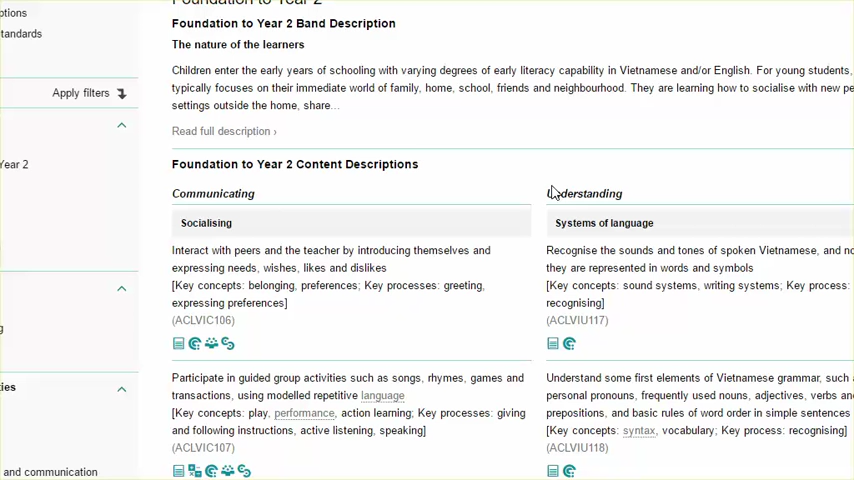 ptions
Foundation to Year 2
Foundation to Year 2 Band Description
tandards
The nature of the learners
Children enter the early years of schooling with varying degrees of early literacy capability in Vietnamese and/or English. For young students,
Apply filters
typically focuses on their immediate world of family, home, school, friends and neighbourhood. They are learning how to socialise with new pe
settings outside the home, share...
Read full description ›
Year 2
Foundation to Year 2 Content Descriptions
Communicating
Socialising
Interact with peers and the teacher by introducing themselves and
expressing needs, wishes, likes and dislikes
[Key concepts: belonging, preferences; Key processes: greeting,
expressing preferences]
(ACLVIC106)
Participate in guided group activities such as songs, rhymes, games and
transactions, using modelled repetitive language
[Key concepts: play, performance, action learning; Key processes: giving
and following instructions, active listening, speaking]
(ACLVIC107)
Understanding
Systems of language
Recognise the sounds and tones of spoken Vietnamese, and no
they are represented in words and symbols
[Key concepts: sound systems, writing systems; Key process:
recognising]
(ACLVIU117)
Understand some first elements of Vietnamese grammar, such
personal pronouns, frequently used nouns, adjectives, verbs an
prepositions, and basic rules of word order in simple sentences
[Key concepts: syntax, vocabulary; Key process: recognising]
(ACLVIU118)
g
ties
and communication